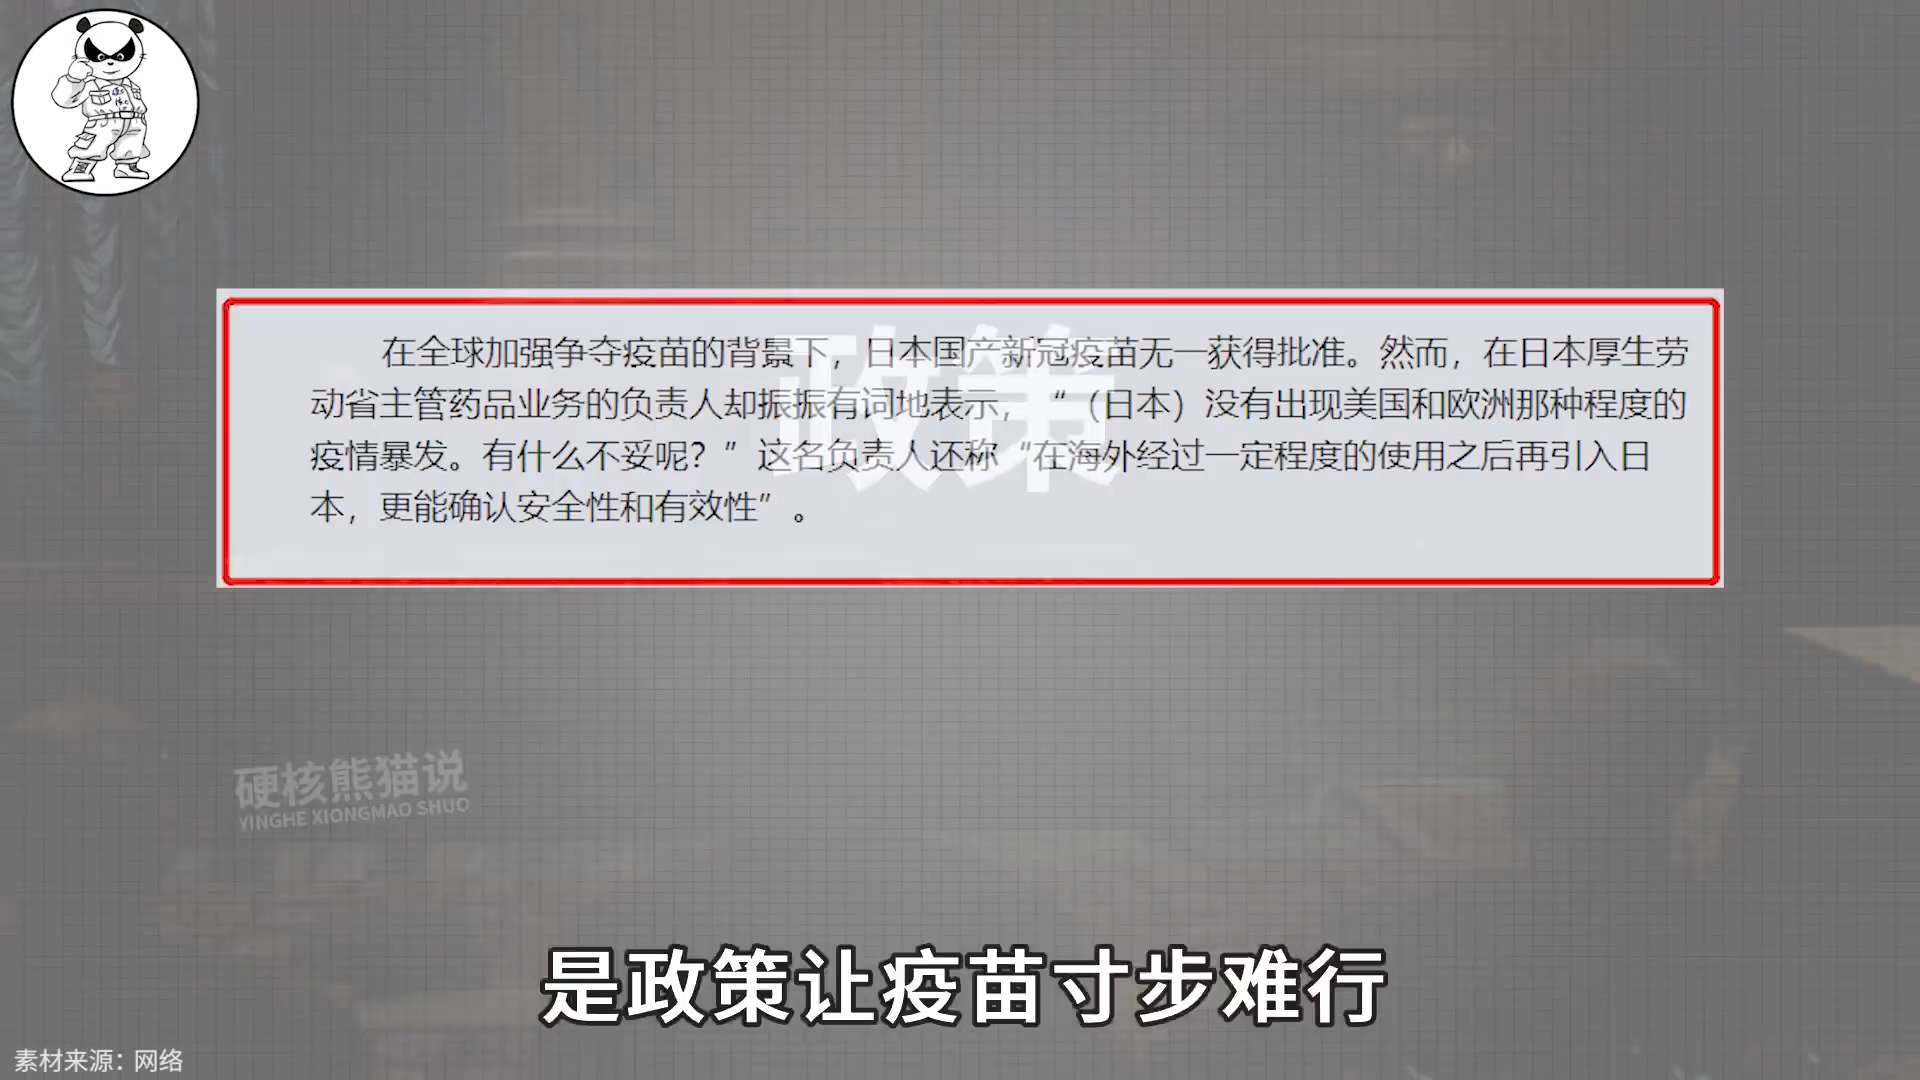 政策
在全球加强争夺疫苗的背景下，日本国产新冠疫苗无一获得批准。然而，在日本厚生劳
动省主管药品业务的负责人却振振有词地表示，“（日本）没有出现美国和欧洲那种程度的
疫情暴发。有什么不妥呢？”这名负责人还称“在海外经过一定程度的使用之后再引入日
本，更能确认安全性和有效性”。
硬核熊猫说
YINGHE XIONGMAO SHUO
是政策让疫苗寸步难行
素材来源：网络